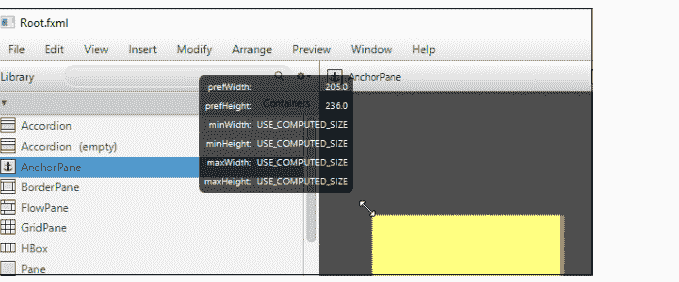 Root.fxml
File Edit View Insert Modify Arrange Preview Window Help
Library
AnchorPane
prefWidth: 205.0
Containers
prefHeight: 236.0
Accordion
minWidth: USE_COMPUTED_SIZE
Accordion (empty)
minHeight: USE_COMPUTED_SIZE
AnchorPane
maxWidth: USE_COMPUTED_SIZE
BorderPane
maxHeight: USE_COMPUTED_SIZE
FlowPane
GridPane
HBox
Pane